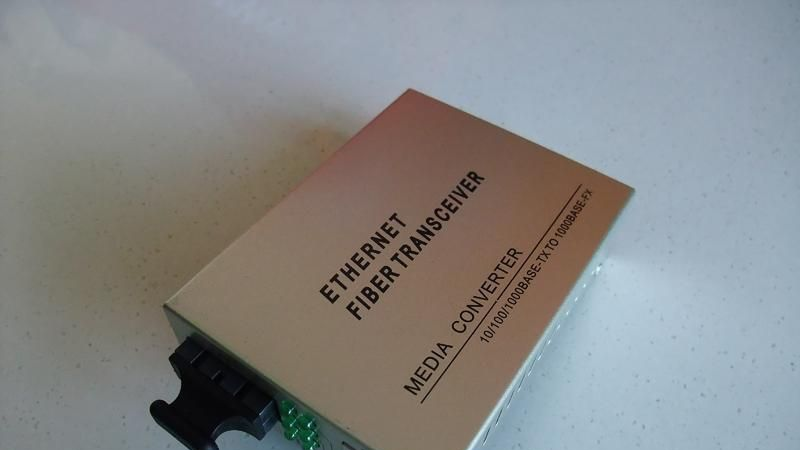 ETHERNET
FIBER TRANSCEIVER
MEDIA CONVERTER
10/100/1000BASE-TX TO 1000BASE-FX